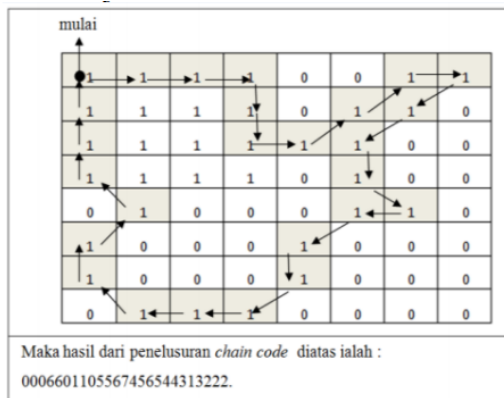 mulai
1 1 1 1 0 0 1 1
1 1 1 1 0 1 1 0
1 1 1 1 1 1 0 0
1 1 1 1 0 1 0 0
0 1 0 0 0 1 1 0
1 0 0 0 1 0 0 0
1 0 0 0 1 0 0 0
0 1 1 1 0 0 0 0
Maka hasil dari penelusuran chain code diatas ialah :
0006601105567456544313222.